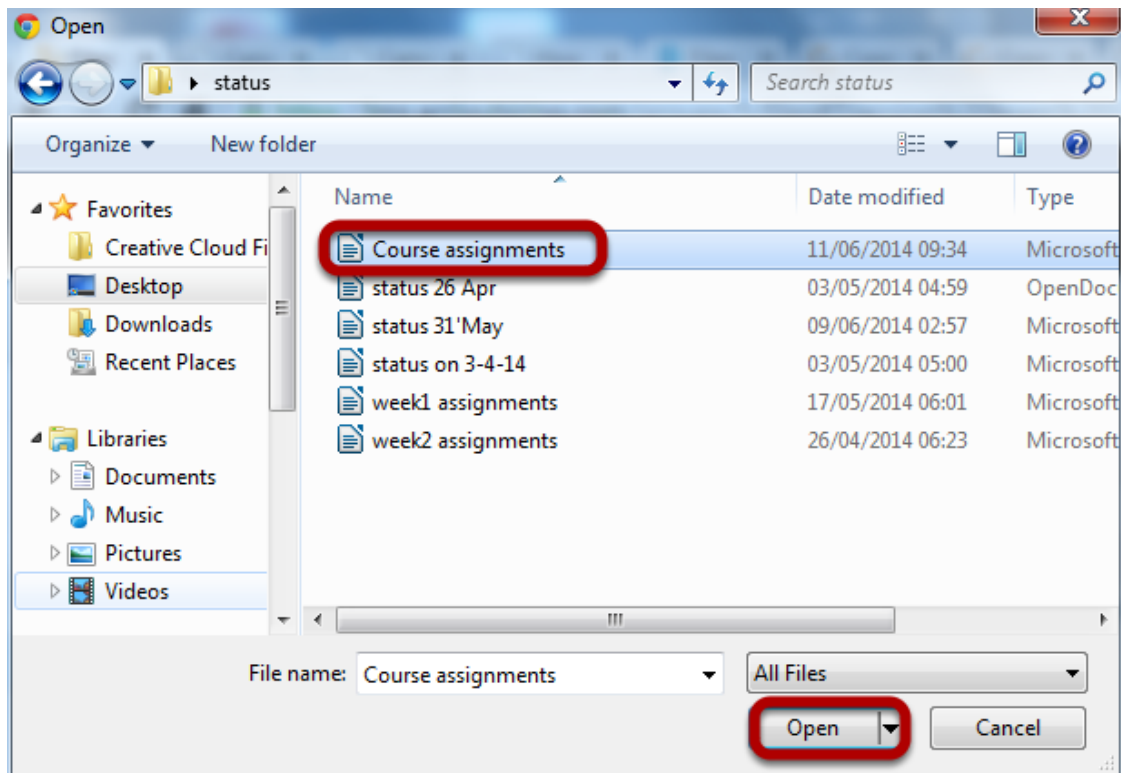 Open
status
Search status
Organize
New folder
Name
Date modified
Type
Favorites
Creative Cloud Fi
Desktop
Downloads
Recent Places
Libraries
Documents
Music
Pictures
Videos
Course assignments 11/06/2014 09:34 Microsoft
status 26 Apr 03/05/2014 04:59 OpenDoc
status 31'May 09/06/2014 02:57 Microsoft
status on 3-4-14 03/05/2014 05:00 Microsoft
week1 assignments 17/05/2014 06:01 Microsoft
week2 assignments 26/04/2014 06:23 Microsoft
File name: Course assignments
All Files
Open
Cancel